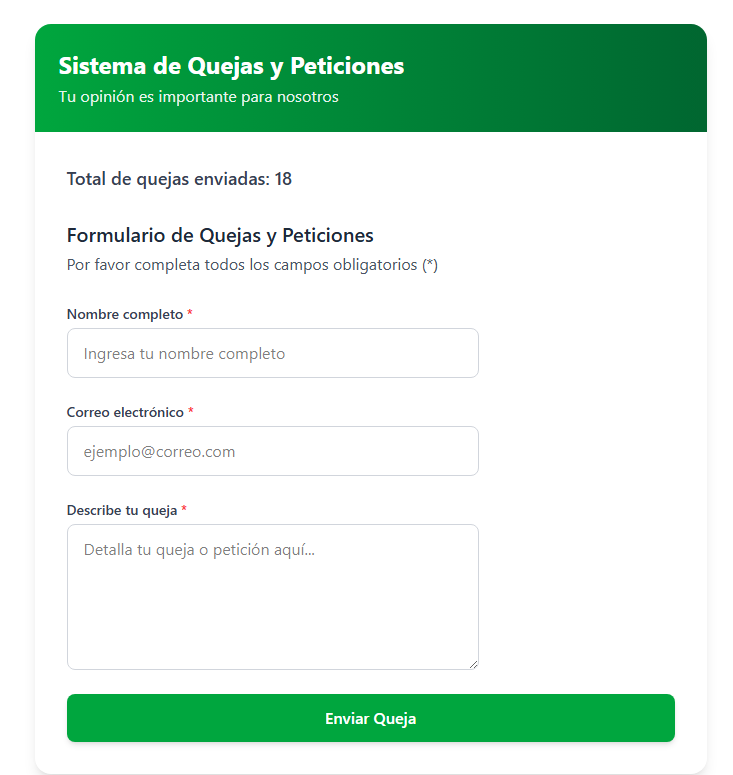 Sistema de Quejas y Peticiones
Tu opinión es importante para nosotros
Total de quejas enviadas: 18
Formulario de Quejas y Peticiones
Por favor completa todos los campos obligatorios (*)
Nombre completo *
Ingresa tu nombre completo
Correo electrónico *
ejemplo@correo.com
Describe tu queja *
Detalla tu queja o petición aquí...
Enviar Queja